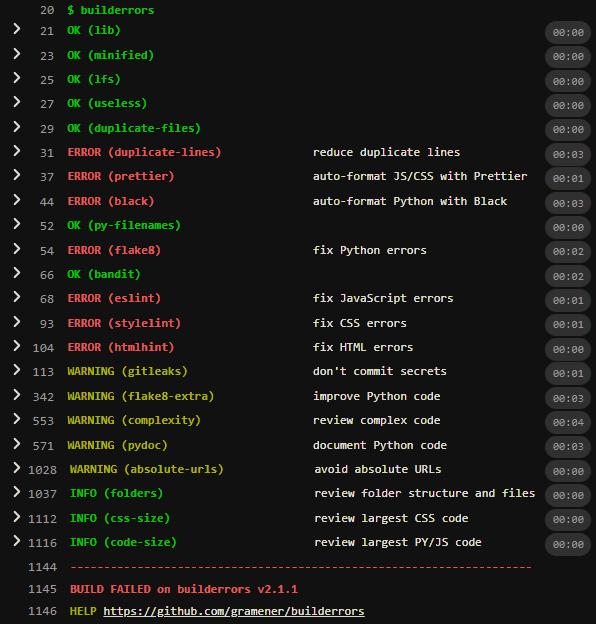 20 $ builderrors
21 OK (lib) 00:00
23 OK (minified) 00:00
25 OK (lfs) 00:00
27 OK (useless) 00:00
29 OK (duplicate-files) 00:00
31 ERROR (duplicate-lines) reduce duplicate lines 00:03
37 ERROR (prettier) auto-format JS/CSS with Prettier 00:01
44 ERROR (black) auto-format Python with Black 00:03
52 OK (py-filenames) 00:00
54 ERROR (flake8) fix Python errors 00:02
66 OK (bandit) 00:02
68 ERROR (eslint) fix JavaScript errors 00:01
93 ERROR (stylelint) fix CSS errors 00:01
104 ERROR (htmlhint) fix HTML errors 00:00
113 WARNING (gitleaks) don't commit secrets 00:01
342 WARNING (flake8-extra) improve Python code 00:03
553 WARNING (complexity) review complex code 00:04
571 WARNING (pydoc) document Python code 00:03
1028 WARNING (absolute-urls) avoid absolute URLs 00:00
1037 INFO (folders) review folder structure and files 00:00
1112 INFO (css-size) review largest CSS code 00:00
1116 INFO (code-size) review largest PY/JS code 00:00
1144 --------------------------------------------------------------------
1145 BUILD FAILED on builderrors v2.1.1
1146 HELP https://github.com/gramener/builderrors